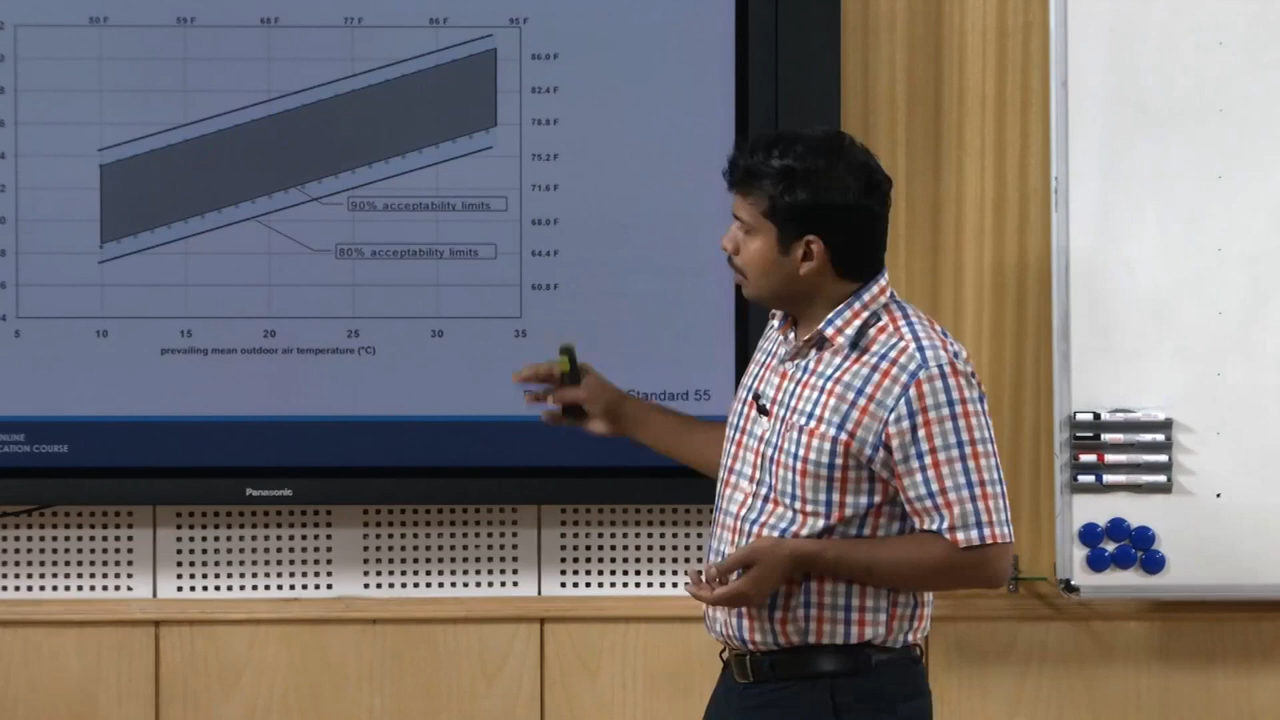 50 F 59 F 68 F 77 F 86 F 95 F
86.0 F
82.4 F
78.8 F
75.2 F
71.6 F
90% acceptability limits
68.0 F
80% acceptability limits
64.4 F
60.8 F
5 10 15 20 25 30 35
prevailing mean outdoor air temperature (°C)
Standard 55
NLINE
CATION COURSE
Panasonic